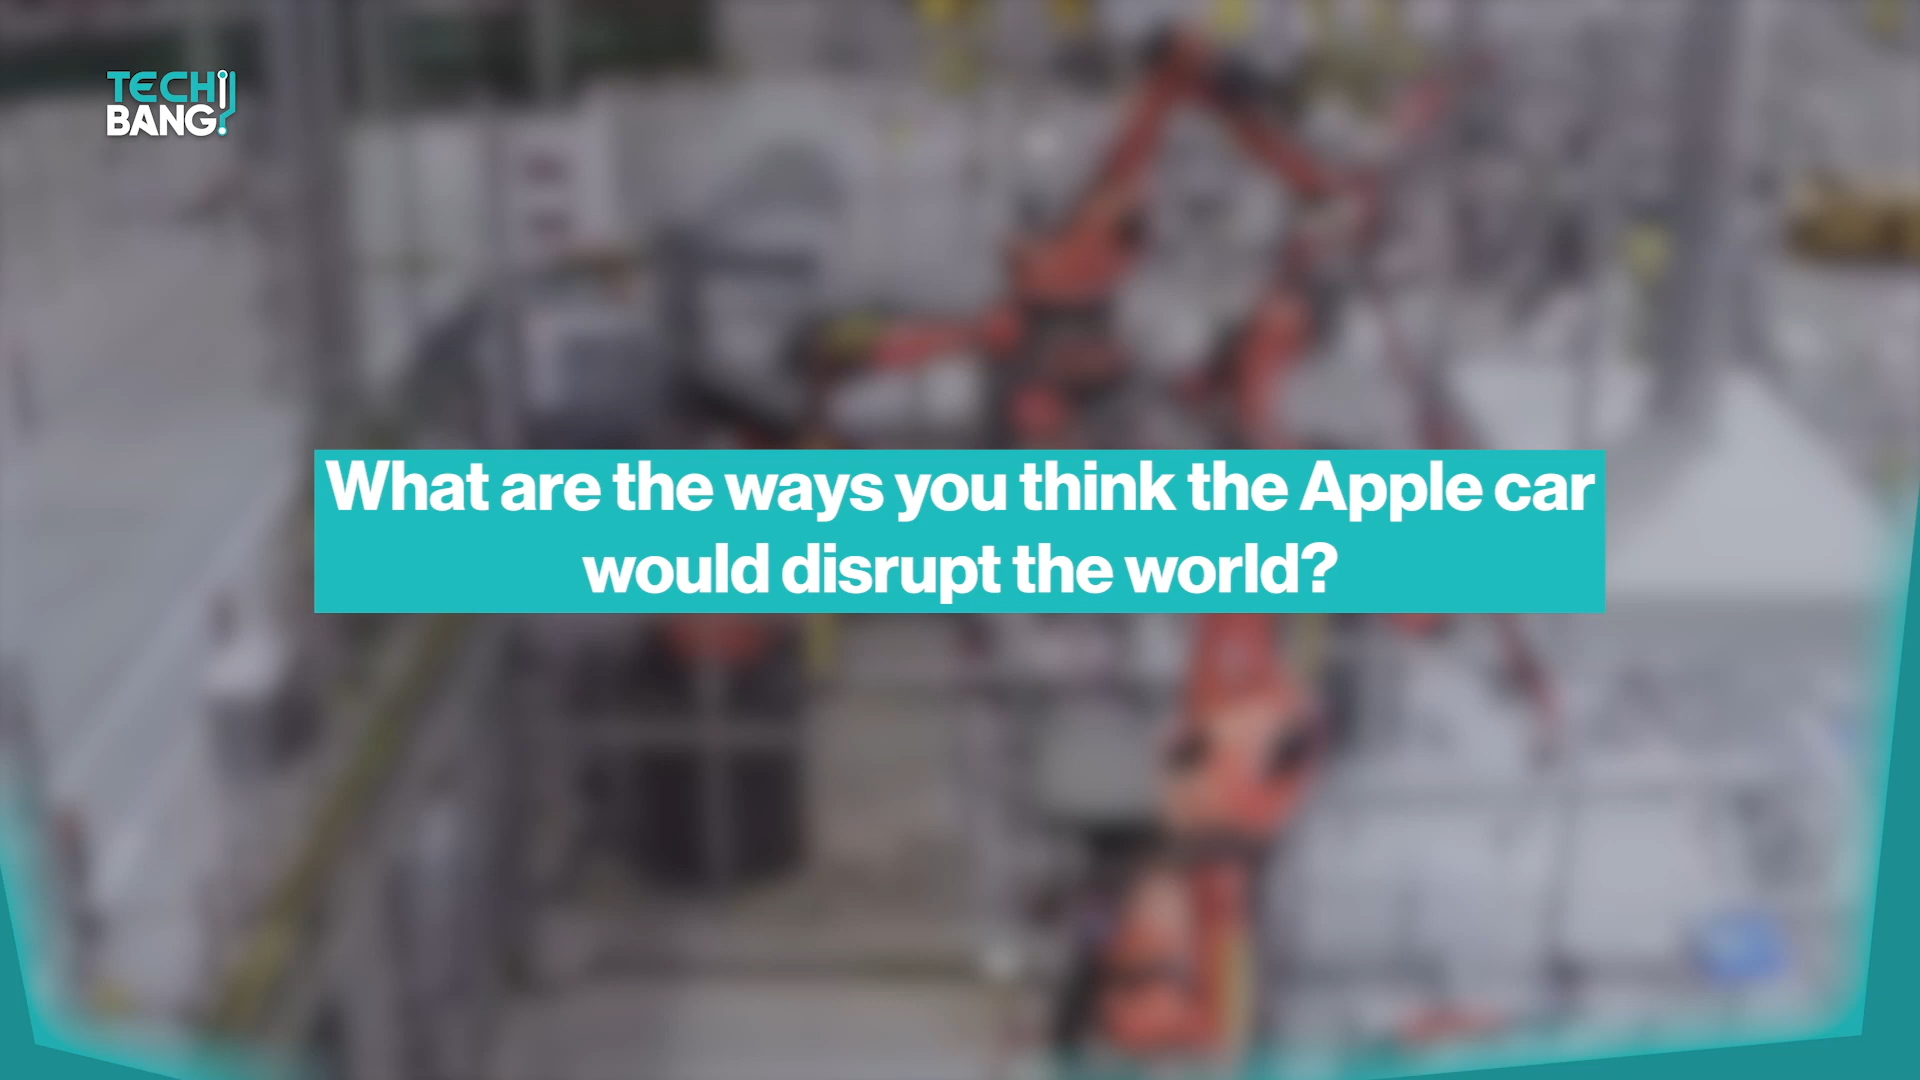 TECH
BANG!
What are the ways you think the Apple car
would disrupt the world?